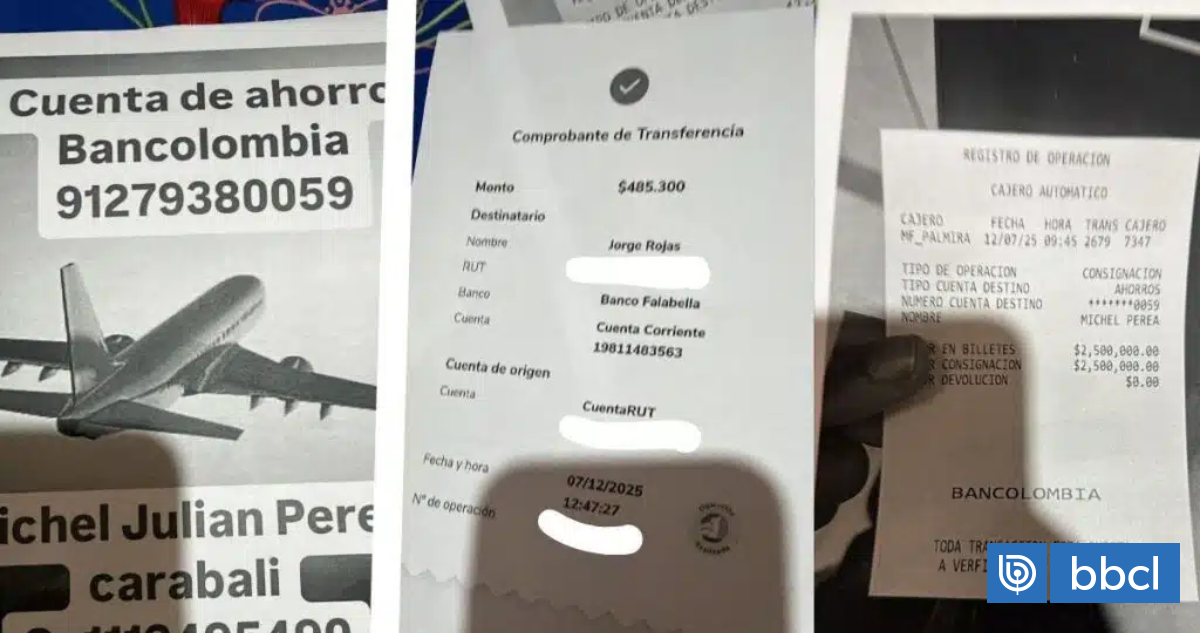 Cuenta de ahorro
Bancolombia
91279380059
ichel Julian Pere
carabali
Comprobante de Transferencia
Monto $485.300
Destinatario
Nombre Jorge Rojas
RUT
Banco Banco Falabella
Cuenta Cuenta Corriente
19811483563
Cuenta de origen
Cuenta CuentaRUT
Fecha y hora 07/12/2025
12:47:27
N° de operación
REGISTRO DE OPERACION
CAJERO AUTOMATICO
CAJERO FECHA HORA TRANS CAJERO
MF_PALMIRA 12/07/25 09:45 2679 7347
TIPO DE OPERACION CONSIGNACION
TIPO CUENTA DESTINO AHORROS
NUMERO CUENTA DESTINO *******0059
NOMBRE MICHEL PEREA
R EN BILLETES $2,500,000.00
R CONSIGNACION $2,500,000.00
R DEVOLUCION $0.00
BANCOLOMBIA
TODA
A VERIF
bbcl